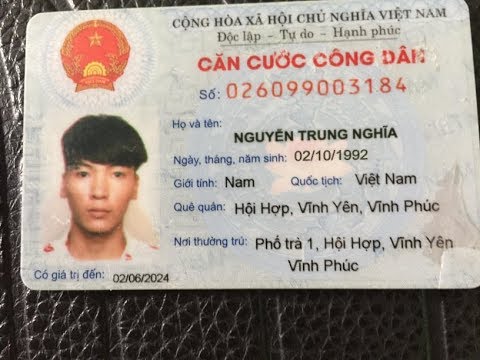 CỘNG HÒA XÃ HỘI CHỦ NGHĨA VIỆT NAM
Độc lập - Tự do - Hạnh phúc
CĂN CƯỚC CÔNG DÂN
Số: 026099003184
Họ và tên:
NGUYỄN TRUNG NGHĨA
Ngày, tháng, năm sinh: 02/10/1992
Giới tính: Nam Quốc tịch: Việt Nam
Quê quán: Hội Hợp, Vĩnh Yên, Vĩnh Phúc
Nơi thường trú: Phố trà 1, Hội Hợp, Vĩnh Yên
Vĩnh Phúc
Có giá trị đến: 02/06/2024